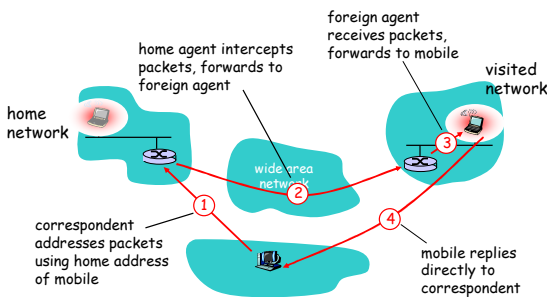 foreign agent
receives packets,
forwards to mobile
home agent intercepts
packets, forwards to
foreign agent
visited
network
home
network
3
wide area
network
2
1
4
correspondent
addresses packets
using home address
of mobile
mobile replies
directly to
correspondent